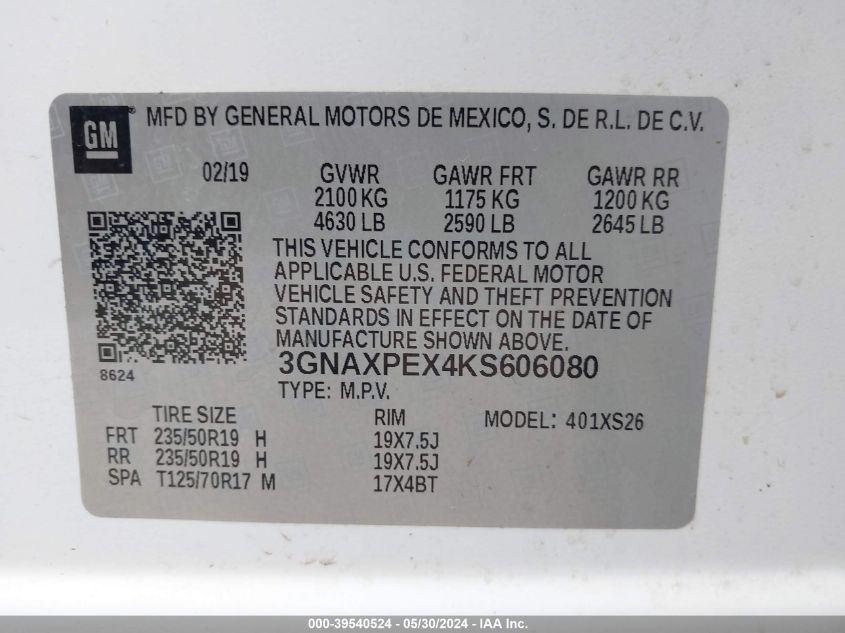 GM
MFD BY GENERAL MOTORS DE MEXICO, S. DE R.L. DE C.V.
02/19 GVWR GAWR FRT GAWR RR
2100 KG 1175 KG 1200 KG
4630 LB 2590 LB 2645 LB
THIS VEHICLE CONFORMS TO ALL
APPLICABLE U.S. FEDERAL MOTOR
VEHICLE SAFETY AND THEFT PREVENTION
STANDARDS IN EFFECT ON THE DATE OF
MANUFACTURE SHOWN ABOVE.
8624
3GNAXPEX4KS606080
TYPE: M.P.V.
TIRE SIZE RIM MODEL: 401XS26
FRT 235/50R19 H 19X7.5J
RR 235/50R19 H 19X7.5J
SPA T125/70R17 M 17X4BT
000-39540524 - 05/30/2024 - IAA, Inc.